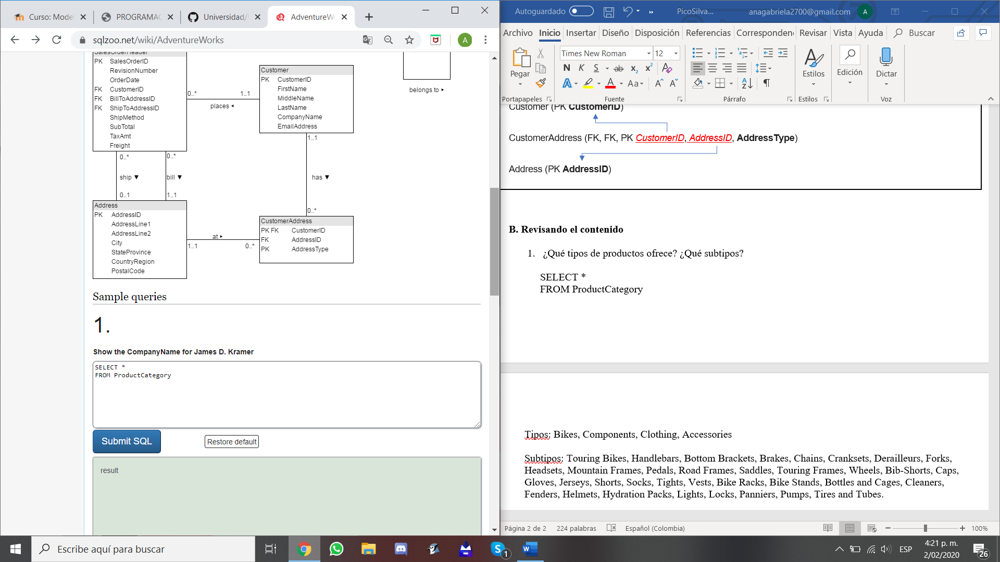 Curso: Model
PROGRAMAC
Universidad/
AdventureWo
sqlzoo.net/wiki/AdventureWorks
A
SalesOrderHeader
PK SalesOrderID
RevisionNumber
OrderDate
FK CustomerID
FK BillToAddressID
FK ShipToAddressID
ShipMethod
SubTotal
TaxAmt
Freight
0..* 1..1
places ◂
Customer
PK CustomerID
FirstName
MiddleName
LastName
CompanyName
EmailAddress
belongs to ▸
1..1
0..* 0..*
ship ▼ bill ▼
has ▼
0..1 1..1
0..*
Address
PK AddressID
AddressLine1
AddressLine2
City
StateProvince
CountryRegion
PostalCode
at ▸
1..1 0..*
CustomerAddress
PK FK CustomerID
FK AddressID
PK AddressType
Sample queries
1.
Show the CompanyName for James D. Kramer
SELECT *
FROM ProductCategory
Submit SQL
Restore default
result
Autoguardado
PicoSilva...
anagabriela2700@gmail.com
A
Archivo Inicio Insertar Diseño Disposición Referencias Corresponden Revisar Vista Ayuda Buscar
Pegar
Times New Roman 12
N K S ab x₂ x²
A A Aa A A
Estilos
Edición
Dictar
Portapapeles Fuente Párrafo Estilos Voz
Customer (PK CustomerID)
CustomerAddress (FK, FK, PK CustomerID, AddressID, AddressType)
Address (PK AddressID)
B. Revisando el contenido
1. ¿Qué tipos de productos ofrece? ¿Qué subtipos?
SELECT *
FROM ProductCategory
Tipos: Bikes, Components, Clothing, Accessories
Subtipos: Touring Bikes, Handlebars, Bottom Brackets, Brakes, Chains, Cranksets, Derailleurs, Forks,
Headsets, Mountain Frames, Pedals, Road Frames, Saddles, Touring Frames, Wheels, Bib-Shorts, Caps,
Gloves, Jerseys, Shorts, Socks, Tights, Vests, Bike Racks, Bike Stands, Bottles and Cages, Cleaners,
Fenders, Helmets, Hydration Packs, Lights, Locks, Panniers, Pumps, Tires and Tubes.
Página 2 de 2 224 palabras Español (Colombia) 100%
Escribe aquí para buscar
1
ESP
4:21 p. m.
2/02/2020
26